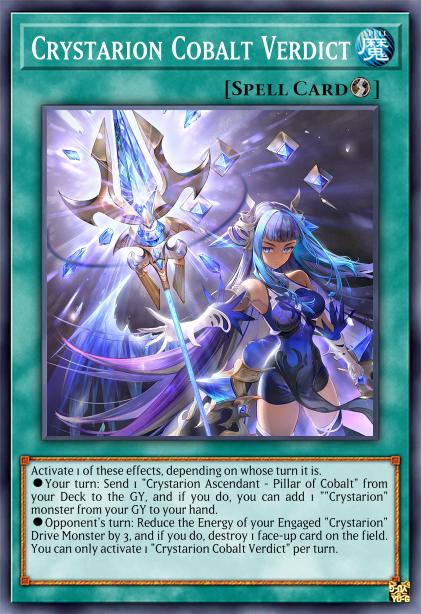 Crystarion Cobalt Verdict
SPELL
魔
[Spell Card]
Activate 1 of these effects, depending on whose turn it is.
●Your turn: Send 1 "Crystarion Ascendant - Pillar of Cobalt" from
your Deck to the GY, and if you do, you can add 1 ""Crystarion"
monster from your GY to your hand.
●Opponent's turn: Reduce the Energy of your Engaged "Crystarion"
Drive Monster by 3, and if you do, destroy 1 face-up card on the field.
You can only activate 1 "Crystarion Cobalt Verdict" per turn.